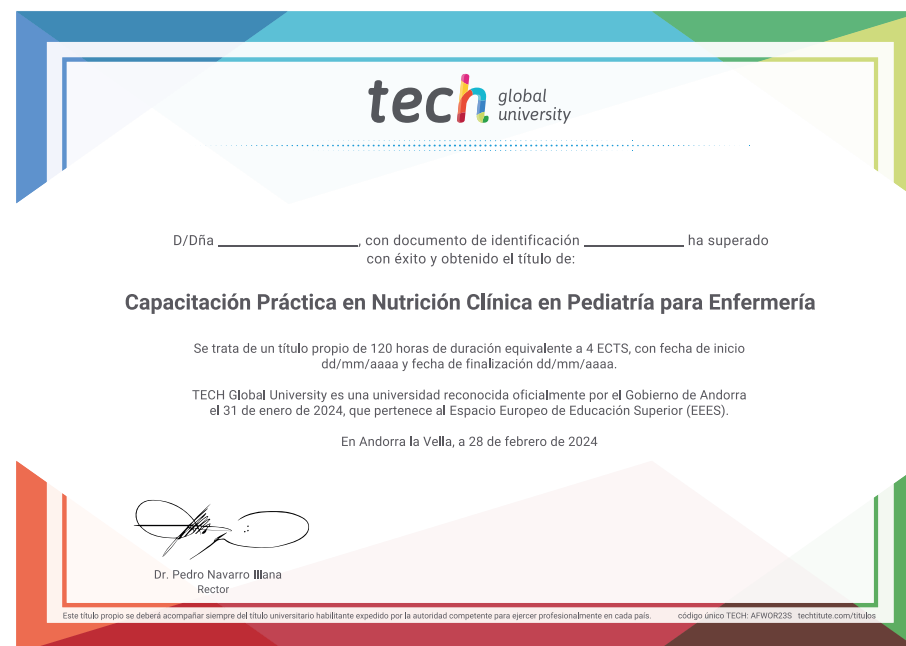 tech global university
D/Dña ____________________, con documento de identificación ______________ ha superado
con éxito y obtenido el título de:
Capacitación Práctica en Nutrición Clínica en Pediatría para Enfermería
Se trata de un título propio de 120 horas de duración equivalente a 4 ECTS, con fecha de inicio
dd/mm/aaaa y fecha de finalización dd/mm/aaaa.
TECH Global University es una universidad reconocida oficialmente por el Gobierno de Andorra
el 31 de enero de 2024, que pertenece al Espacio Europeo de Educación Superior (EEES).
En Andorra la Vella, a 28 de febrero de 2024
Dr. Pedro Navarro Illana
Rector
Este título propio se deberá acompañar siempre del título universitario habilitante expedido por la autoridad competente para ejercer profesionalmente en cada país. código único TECH: AFWOR23S techtitute.com/titulos